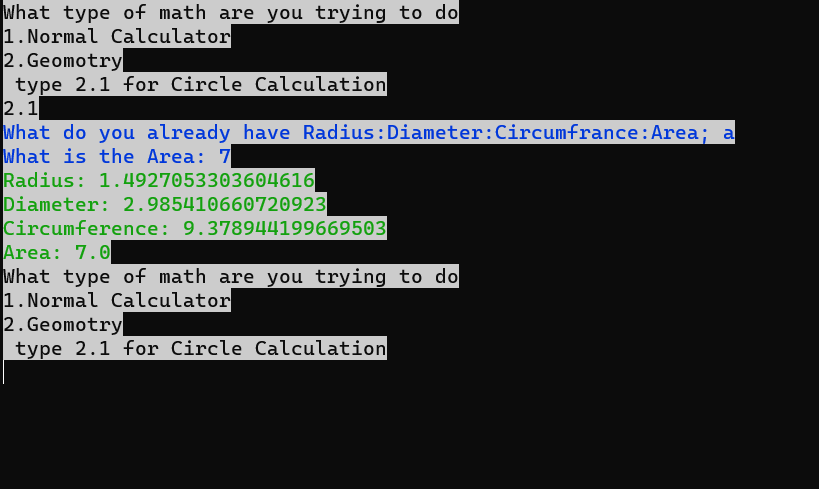 What type of math are you trying to do
1.Normal Calculator
2.Geomotry
 type 2.1 for Circle Calculation
2.1
What do you already have Radius:Diameter:Circumfrance:Area; a
What is the Area: 7
Radius: 1.4927053303604616
Diameter: 2.985410660720923
Circumference: 9.378944199669503
Area: 7.0
What type of math are you trying to do
1.Normal Calculator
2.Geomotry
 type 2.1 for Circle Calculation